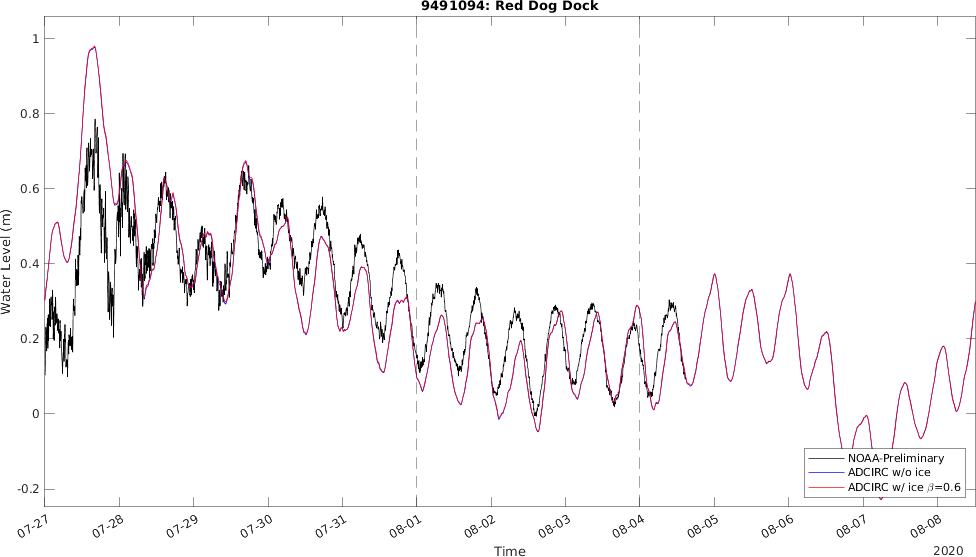 9491094: Red Dog Dock
Water Level (m)
1
0.8
0.6
0.4
0.2
0
-0.2
NOAA-Preliminary
ADCIRC w/o ice
ADCIRC w/ ice β=0.6
07-27 07-28 07-29 07-30 07-31 08-01 08-02 08-03 08-04 08-05 08-06 08-07 08-08
Time
2020